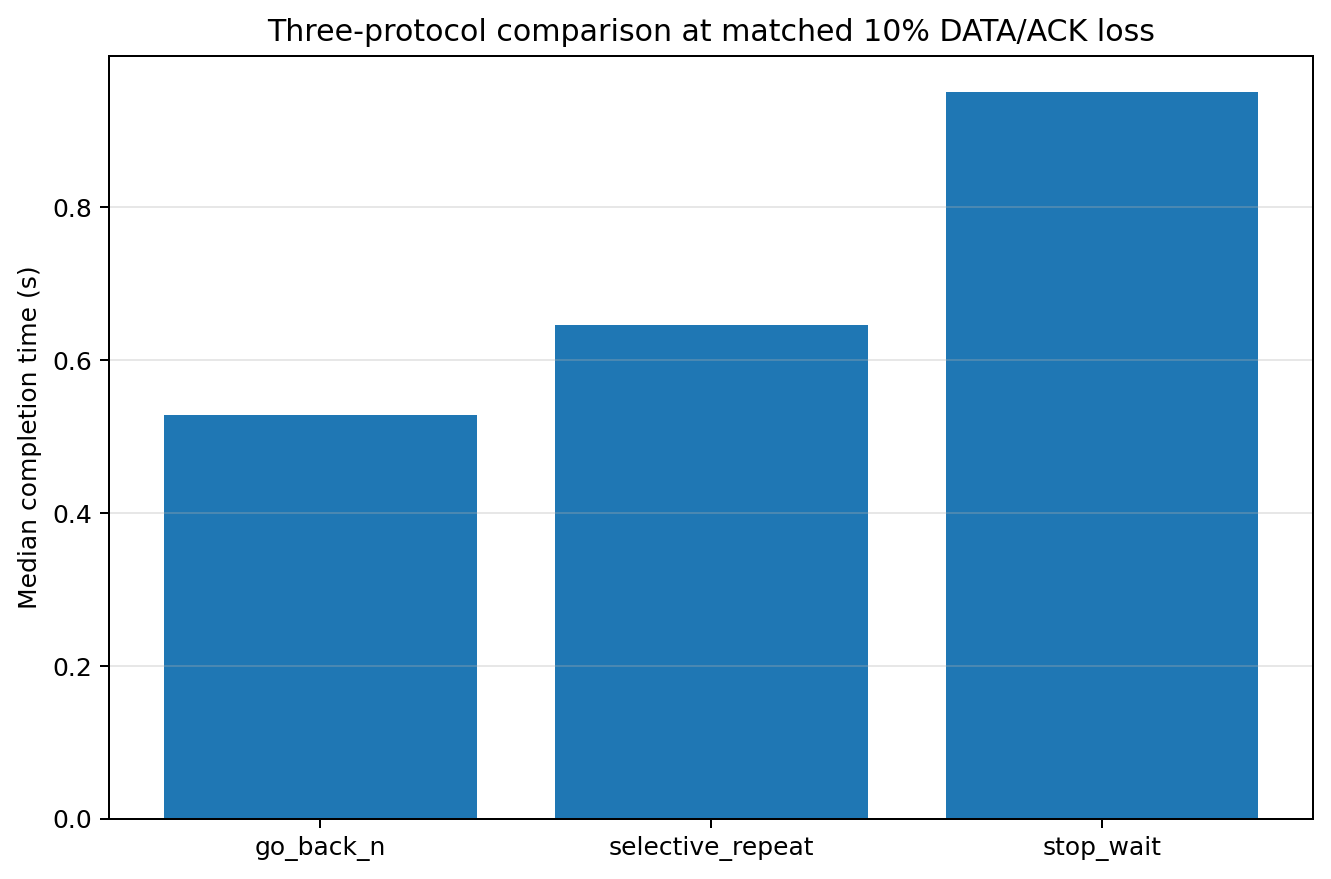 Three-protocol comparison at matched 10% DATA/ACK loss
Median completion time (s)
0.8
0.6
0.4
0.2
0.0
go_back_n selective_repeat stop_wait